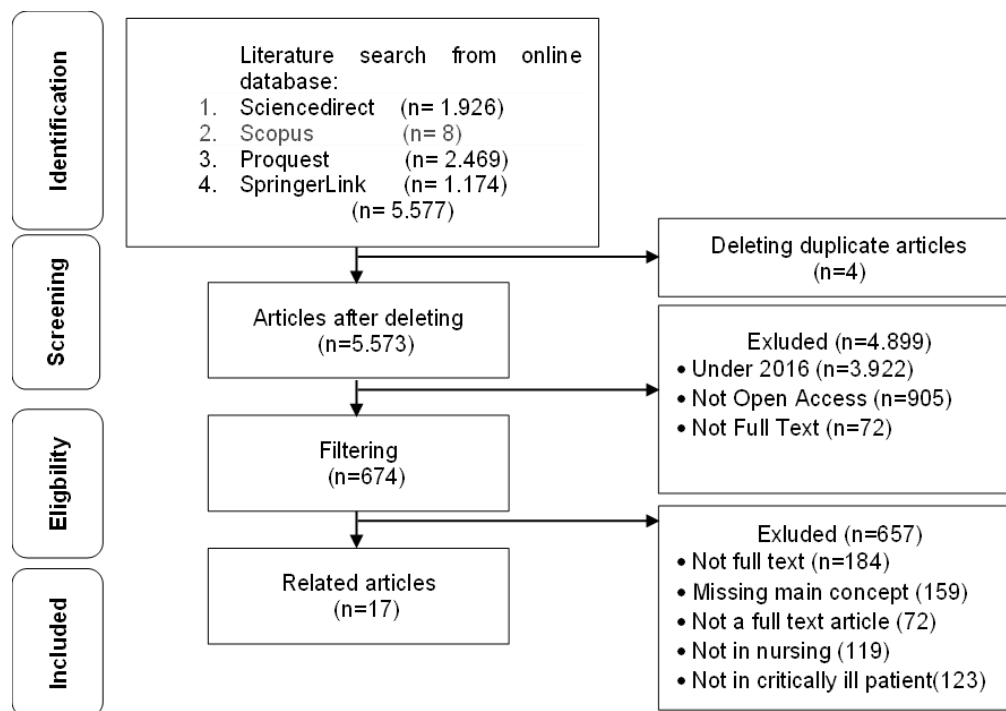 Identification
Literature search from online
database:
1. Sciencedirect (n= 1.926)
2. Scopus (n= 8)
3. Proquest (n= 2.469)
4. SpringerLink (n= 1.174)
(n= 5.577)
Screening
Deleting duplicate articles
(n=4)
Articles after deleting
(n=5.573)
Exluded (n=4.899)
• Under 2016 (n=3.922)
• Not Open Access (n=905)
• Not Full Text (n=72)
Eligbility
Filtering
(n=674)
Exluded (n=657)
• Not full text (n=184)
• Missing main concept (159)
• Not a full text article (72)
• Not in nursing (119)
• Not in critically ill patient(123)
Included
Related articles
(n=17)